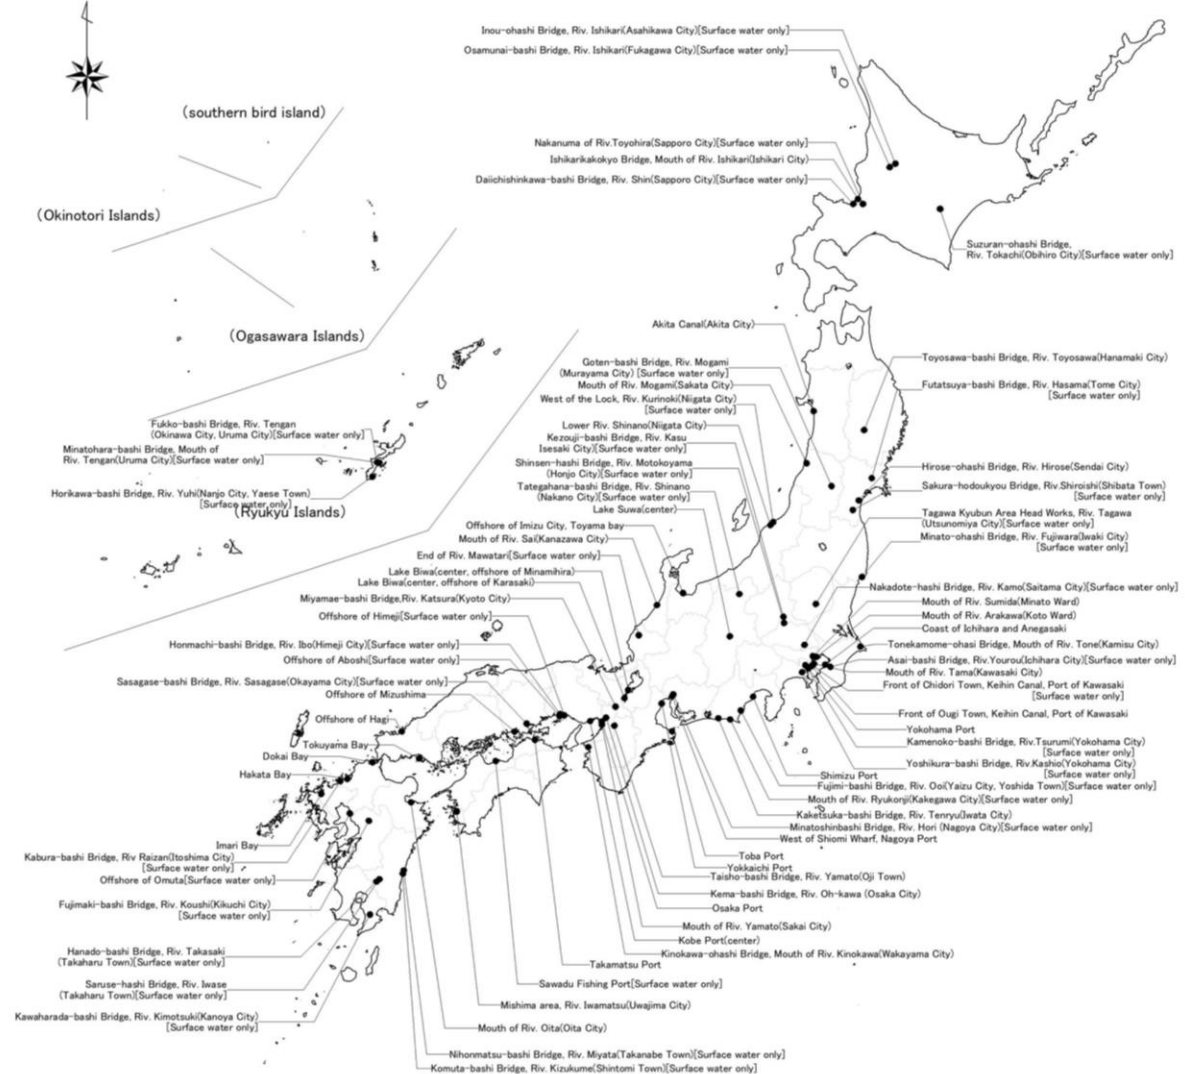 Inou-ohashi Bridge, Riv. Ishikari(Asahikawa City)[Surface water only]
Osamunai-bashi Bridge, Riv. Ishikari(Fukagawa City)[Surface water only]
(southern bird island)
Nakanuma of Riv.Toyohira(Sapporo City)[Surface water only]
Ishikarikakokyo Bridge, Mouth of Riv. Ishikari(Ishikari City)
Daiichishinkawa-bashi Bridge, Riv. Shin(Sapporo City)[Surface water only]
(Okinotori Islands)
Suzuran-ohashi Bridge,
Riv. Tokachi(Obihiro City)[Surface water only]
(Ogasawara Islands)
Akita Canal(Akita City)
Goten-bashi Bridge, Riv. Mogami
(Murayama City) [Surface water only]
Mouth of Riv. Mogami(Sakata City)
West of the Lock, Riv. Kurinoki(Niigata City)
[Surface water only]
Lower Riv. Shinano(Niigata City)
Kezouji-bashi Bridge, Riv. Kasu
Isesaki City)[Surface water only]
Shinsen-hashi Bridge, Riv. Motokoyama
(Honjo City)[Surface water only]
Tategahana-bashi Bridge, Riv. Shinano
(Nakano City)[Surface water only]
Lake Suwa(center)
Offshore of Imizu City, Toyama bay
Mouth of Riv. Sai(Kanazawa City)
End of Riv. Mawatari[Surface water only]
Lake Biwa(center, offshore of Minamihira)
Lake Biwa(center, offshore of Karasaki)
Miyamae-bashi Bridge,Riv. Katsura(Kyoto City)
Offshore of Himeji[Surface water only]
Honmachi-bashi Bridge, Riv. Ibo(Himeji City)[Surface water only]
Offshore of Aboshi[Surface water only]
Sasagase-bashi Bridge, Riv. Sasagase(Okayama City)[Surface water only]
Offshore of Mizushima
Offshore of Hagi
Tokuyama Bay
Dokai Bay
Hakata Bay
Fukko-bashi Bridge, Riv. Tengan
(Okinawa City, Uruma City)[Surface water only]
Minatohara-bashi Bridge, Mouth of
Riv. Tengan(Uruma City)[Surface water only]
Horikawa-bashi Bridge, Riv. Yuhi(Nanjo City, Yaese Town)
[Surface water only]
(Ryukyu Islands)
Toyosawa-bashi Bridge, Riv. Toyosawa(Hanamaki City)
Futatsuya-bashi Bridge, Riv. Hasama(Tome City)
[Surface water only]
Hirose-ohashi Bridge, Riv. Hirose(Sendai City)
Sakura-hodoukyou Bridge, Riv.Shiroishi(Shibata Town)
[Surface water only]
Tagawa Kyubun Area Head Works, Riv. Tagawa
(Utsunomiya City)[Surface water only]
Minato-ohashi Bridge, Riv. Fujiwara(Iwaki City)
[Surface water only]
Nakadote-hashi Bridge, Riv. Kamo(Saitama City)[Surface water only]
Mouth of Riv. Sumida(Minato Ward)
Mouth of Riv. Arakawa(Koto Ward)
Coast of Ichihara and Anegasaki
Tonekamome-ohasi Bridge, Mouth of Riv. Tone(Kamisu City)
Asai-bashi Bridge, Riv.Yourou(Ichihara City)[Surface water only]
Mouth of Riv. Tama(Kawasaki City)
Front of Chidori Town, Keihin Canal, Port of Kawasaki
[Surface water only]
Front of Ougi Town, Keihin Canal, Port of Kawasaki
Yokohama Port
Kamenoko-bashi Bridge, Riv.Tsurumi(Yokohama City)
[Surface water only]
Yoshikura-bashi Bridge, Riv.Kashio(Yokohama City)
[Surface water only]
Shimizu Port
Fujimi-bashi Bridge, Riv. Ooi(Yaizu City, Yoshida Town)[Surface water only]
Mouth of Riv. Ryukonji(Kakegawa City)[Surface water only]
Kaketsuka-bashi Bridge, Riv. Tenryu(Iwata City)
Minatoshinbashi Bridge, Riv. Hori (Nagoya City)[Surface water only]
West of Shiomi Wharf, Nagoya Port
Toba Port
Yokkaichi Port
Taisho-bashi Bridge, Riv. Yamato(Oji Town)
Kema-bashi Bridge, Riv. Oh-kawa (Osaka City)
Osaka Port
Mouth of Riv. Yamato(Sakai City)
Kobe Port(center)
Kinokawa-ohashi Bridge, Mouth of Riv. Kinokawa(Wakayama City)
Takamatsu Port
Sawadu Fishing Port[Surface water only]
Mishima area, Riv. Iwamatsu(Uwajima City)
Mouth of Riv. Oita(Oita City)
Nihonmatsu-bashi Bridge, Riv. Miyata(Takanabe Town)[Surface water only]
Komuta-bashi Bridge, Riv. Kizukume(Shintomi Town)[Surface water only]
Imari Bay
Kabura-bashi Bridge, Riv Raizan(Itoshima City)
[Surface water only]
Offshore of Omuta[Surface water only]
Fujimaki-bashi Bridge, Riv. Koushi(Kikuchi City)
[Surface water only]
Hanado-bashi Bridge, Riv. Takasaki
(Takaharu Town)[Surface water only]
Saruse-hashi Bridge, Riv. Iwase
(Takaharu Town)[Surface water only]
Kawaharada-bashi Bridge, Riv. Kimotsuki(Kanoya City)
[Surface water only]